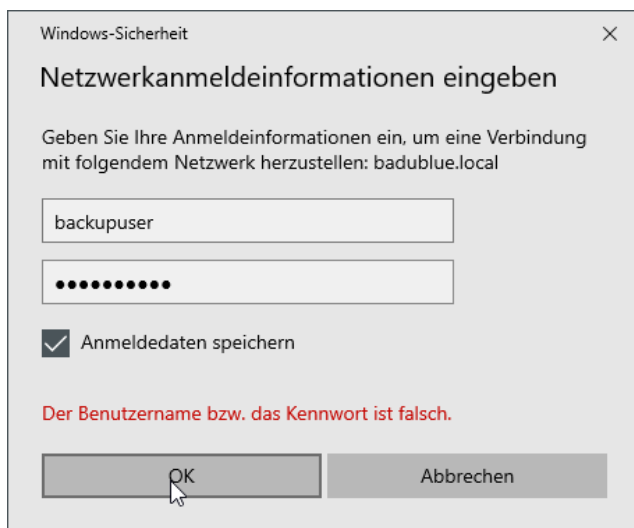 Windows-Sicherheit
Netzwerkanmeldeinformationen eingeben
Geben Sie Ihre Anmeldeinformationen ein, um eine Verbindung
mit folgendem Netzwerk herzustellen: badublue.local
backupuser
●●●●●●●●●●
Anmeldedaten speichern
Der Benutzername bzw. das Kennwort ist falsch.
OK
Abbrechen